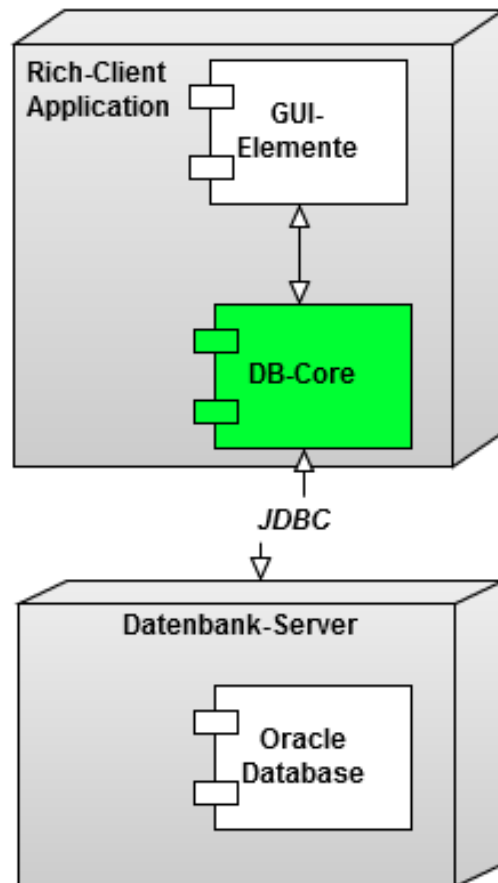 Rich-Client
Application
GUI-
Elemente
DB-Core
JDBC
Datenbank-Server
Oracle
Database